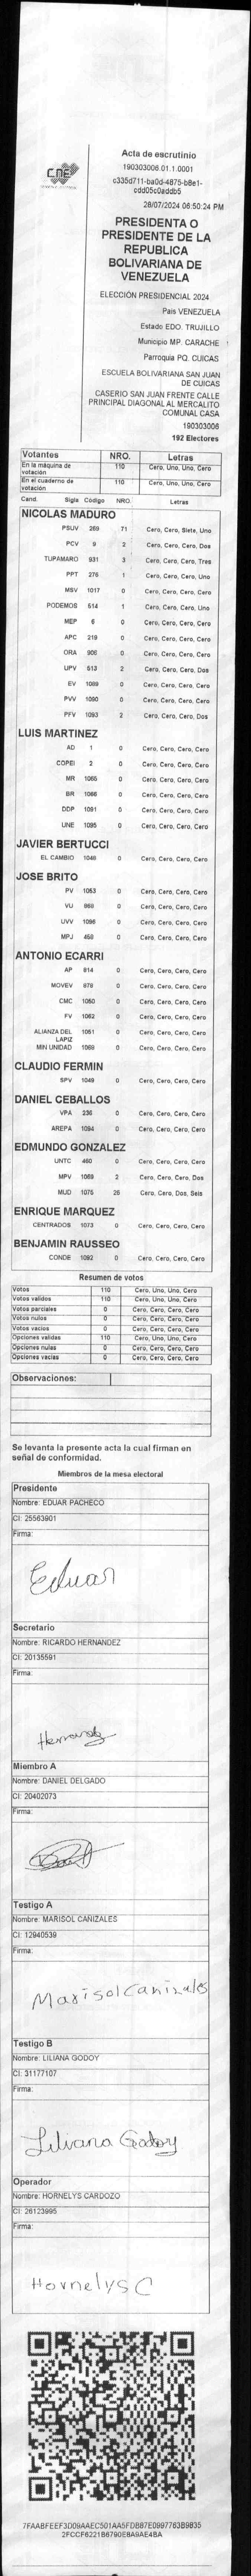 CNE
Acta de escrutinio
190303006.01.1.0001
c335d711-ba0d-4875-b8e1-
cdd05c0addb5
28/07/2024 06:50:24 PM
PRESIDENTA O
PRESIDENTE DE LA
REPUBLICA
BOLIVARIANA DE
VENEZUELA
ELECCIÓN PRESIDENCIAL 2024
Pais VENEZUELA
Estado EDO. TRUJILLO
Municipio MP. CARACHE
Parroquia PQ. CUICAS
ESCUELA BOLIVARIANA SAN JUAN
DE CUICAS
CASERIO SAN JUAN FRENTE CALLE
PRINCIPAL DIAGONAL AL MERCALITO
COMUNAL CASA
190303006
192 Electores
Votantes NRO. Letras
En la máquina de votación 110 Cero, Uno, Uno, Cero
En el cuaderno de votación 110 Cero, Uno, Uno, Cero
Cand. Sigla Código NRO. Letras
NICOLAS MADURO
PSUV 269 71 Cero, Cero, Siete, Uno
PCV 9 2 Cero, Cero, Cero, Dos
TUPAMARO 931 3 Cero, Cero, Cero, Tres
PPT 276 1 Cero, Cero, Cero, Uno
MSV 1017 0 Cero, Cero, Cero, Cero
PODEMOS 514 1 Cero, Cero, Cero, Uno
MEP 6 0 Cero, Cero, Cero, Cero
APC 219 0 Cero, Cero, Cero, Cero
ORA 906 0 Cero, Cero, Cero, Cero
UPV 513 2 Cero, Cero, Cero, Dos
EV 1089 0 Cero, Cero, Cero, Cero
PVV 1090 0 Cero, Cero, Cero, Cero
PFV 1093 2 Cero, Cero, Cero, Dos
LUIS MARTINEZ
AD 1 0 Cero, Cero, Cero, Cero
COPEI 2 0 Cero, Cero, Cero, Cero
MR 1065 0 Cero, Cero, Cero, Cero
BR 1066 0 Cero, Cero, Cero, Cero
DDP 1091 0 Cero, Cero, Cero, Cero
UNE 1095 0 Cero, Cero, Cero, Cero
JAVIER BERTUCCI
EL CAMBIO 1048 0 Cero, Cero, Cero, Cero
JOSE BRITO
PV 1053 0 Cero, Cero, Cero, Cero
VU 0 Cero, Cero, Cero, Cero
UVV 1096 0 Cero, Cero, Cero, Cero
MPJ 450 0 Cero, Cero, Cero, Cero
ANTONIO ECARRI
AP 814 0 Cero, Cero, Cero, Cero
MOVEV 979 0 Cero, Cero, Cero, Cero
CMC 1050 0 Cero, Cero, Cero, Cero
FV 1062 0 Cero, Cero, Cero, Cero
ALIANZA DEL LAPIZ 1051 0 Cero, Cero, Cero, Cero
MIN UNIDAD 1069 0 Cero, Cero, Cero, Cero
CLAUDIO FERMIN
SPV 1049 0 Cero, Cero, Cero, Cero
DANIEL CEBALLOS
VPA 236 0 Cero, Cero, Cero, Cero
AREPA 1094 0 Cero, Cero, Cero, Cero
EDMUNDO GONZALEZ
UNTC 460 0 Cero, Cero, Cero, Cero
MPV 1069 2 Cero, Cero, Cero, Dos
MUD 1075 26 Cero, Cero, Dos, Seis
ENRIQUE MARQUEZ
CENTRADOS 1073 0 Cero, Cero, Cero, Cero
BENJAMIN RAUSSEO
CONDE 1092 0 Cero, Cero, Cero, Cero
Resumen de votos
Votos 110 Cero, Uno, Uno, Cero
Votos validos 110 Cero, Uno, Uno, Cero
Votos parciales 0 Cero, Cero, Cero, Cero
Votos nulos 0 Cero, Cero, Cero, Cero
Votos vacios 0 Cero, Cero, Cero, Cero
Opciones validas 110 Cero, Uno, Uno, Cero
Opciones nulas 0 Cero, Cero, Cero, Cero
Opciones vacias 0 Cero, Cero, Cero, Cero
Observaciones:
Se levanta la presente acta la cual firman en
señal de conformidad.
Miembros de la mesa electoral
Presidente
Nombre: EDUAR PACHECO
CI: 25563901
Firma:
Eduar
Secretario
Nombre: RICARDO HERNANDEZ
CI: 20135591
Firma:
Miembro A
Nombre: DANIEL DELGADO
CI: 20402073
Firma:
Testigo A
Nombre: MARISOL CAÑIZALES
CI: 12940539
Firma:
Marisol Canizales
Testigo B
Nombre: LILIANA GODOY
CI: 31177107
Firma:
Liliana Godoy
Operador
Nombre: HORNELYS CARDOZO
CI: 26123995
Firma:
Hornelys C
7FAABFEEF3D09AAEC501AA5FDB87E0997763B9835
2FCCF6221B6790E8A9AE4BA